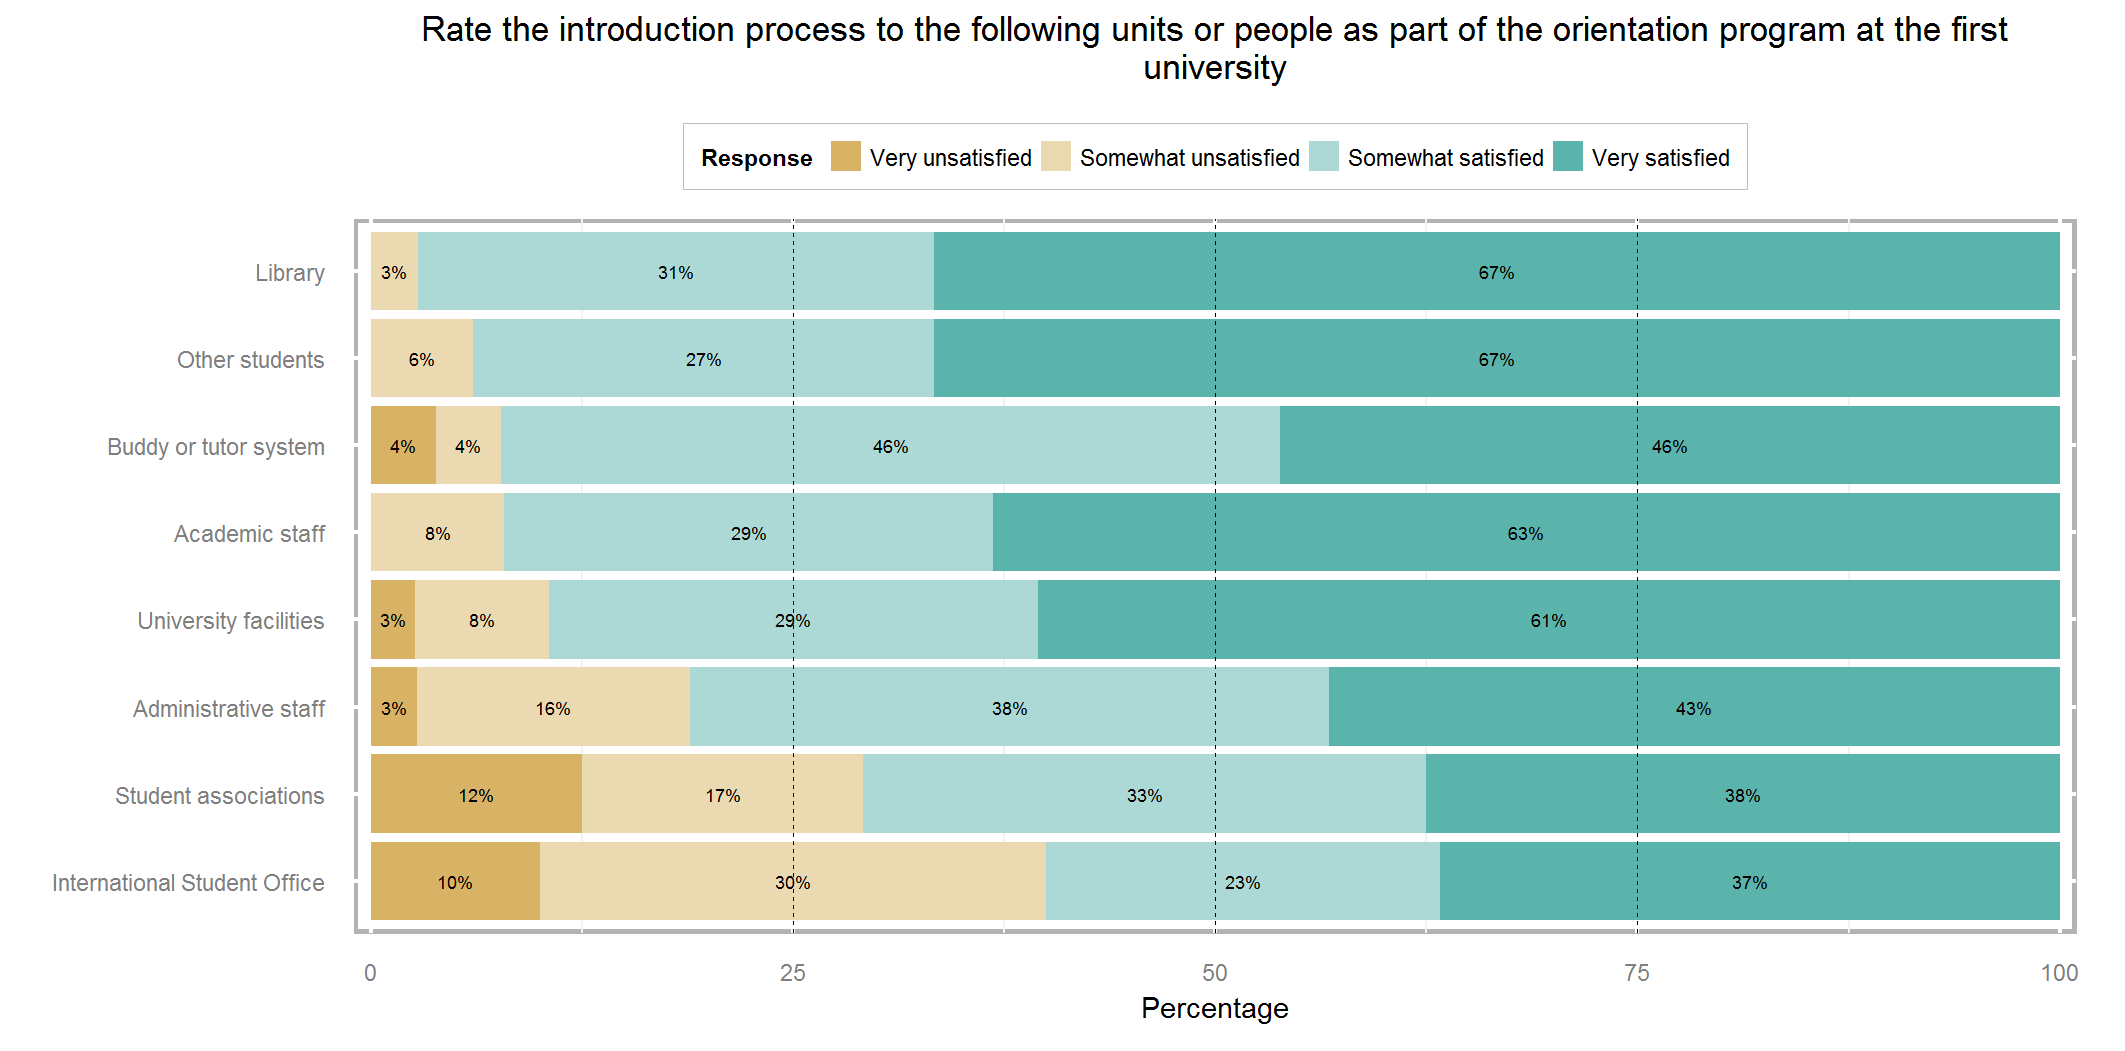 Rate the introduction process to the following units or people as part of the orientation program at the first
university
Response Very unsatisfied Somewhat unsatisfied Somewhat satisfied Very satisfied
Library 3% 31% 67%
Other students 6% 27% 67%
Buddy or tutor system 4% 4% 46% 46%
Academic staff 8% 29% 63%
University facilities 3% 8% 29% 61%
Administrative staff 3% 16% 38% 43%
Student associations 12% 17% 33% 38%
International Student Office 10% 30% 23% 37%
0 25 50 75 100
Percentage